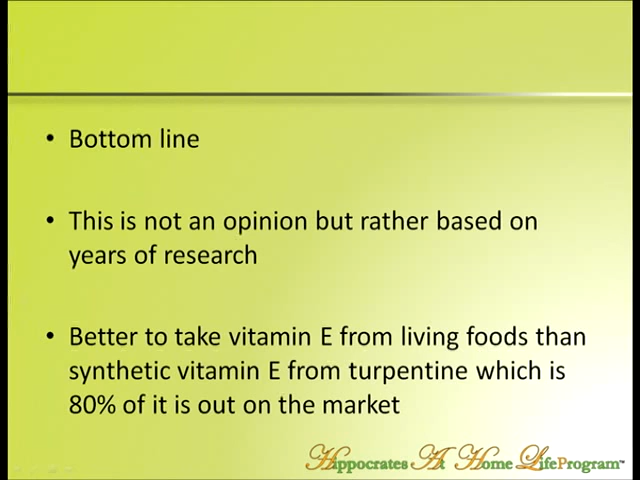 • Bottom line
• This is not an opinion but rather based on
years of research
• Better to take vitamin E from living foods than
synthetic vitamin E from turpentine which is
80% of it is out on the market
Hippocrates At Home LifeProgram™